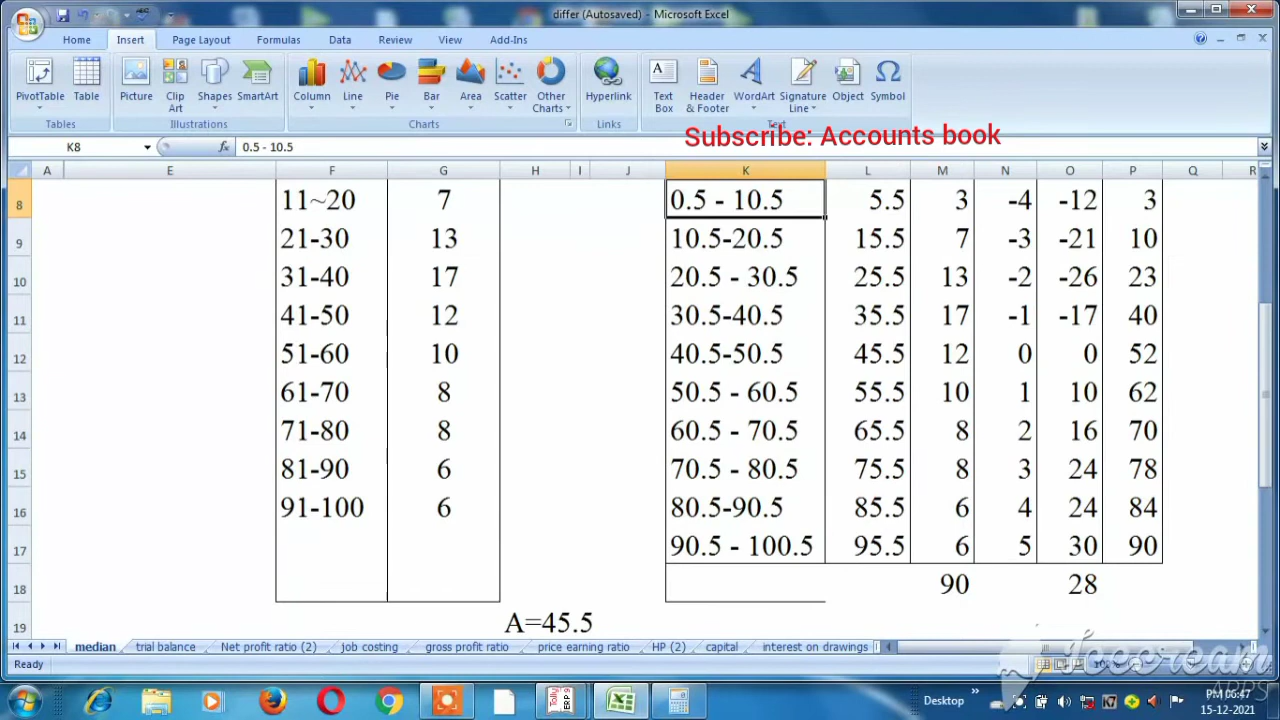 differ (Autosaved) - Microsoft Excel
Home Insert Page Layout Formulas Data Review View Add-Ins
PivotTable Table Picture Clip Art Shapes SmartArt Column Line Pie Bar Area Scatter Other Charts Hyperlink Text Box Header & Footer WordArt Signature Line Object Symbol
Tables Illustrations Charts Links Text
Subscribe: Accounts book
K8 fx 0.5 - 10.5
A E F G H I J K L M N O P Q R
8 11~20 7 0.5 - 10.5 5.5 3 -4 -12 3
9 21-30 13 10.5-20.5 15.5 7 -3 -21 10
10 31-40 17 20.5 - 30.5 25.5 13 -2 -26 23
11 41-50 12 30.5-40.5 35.5 17 -1 -17 40
12 51-60 10 40.5-50.5 45.5 12 0 0 52
13 61-70 8 50.5 - 60.5 55.5 10 1 10 62
14 71-80 8 60.5 - 70.5 65.5 8 2 16 70
15 81-90 6 70.5 - 80.5 75.5 8 3 24 78
16 91-100 6 80.5-90.5 85.5 6 4 24 84
17 90.5 - 100.5 95.5 6 5 30 90
18 90 28
19 A=45.5
median trial balance Net profit ratio (2) job costing gross profit ratio price earning ratio HP (2) capital interest on drawings
Ready
APPS
Desktop PM 06:47
15-12-2021